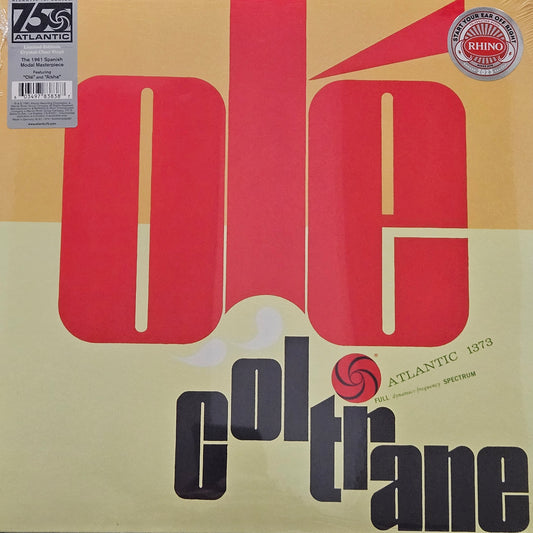 75
ATLANTIC
Limited Edition
Crystal Clear Vinyl
The 1961 Spanish
Modal Masterpiece
Featuring
"Olé" and "Aisha"
START YOUR EAR OFF RIGHT
RHINO
2023
olé
ATLANTIC 1373
FULL dynamics-frequency SPECTRUM
coltrane